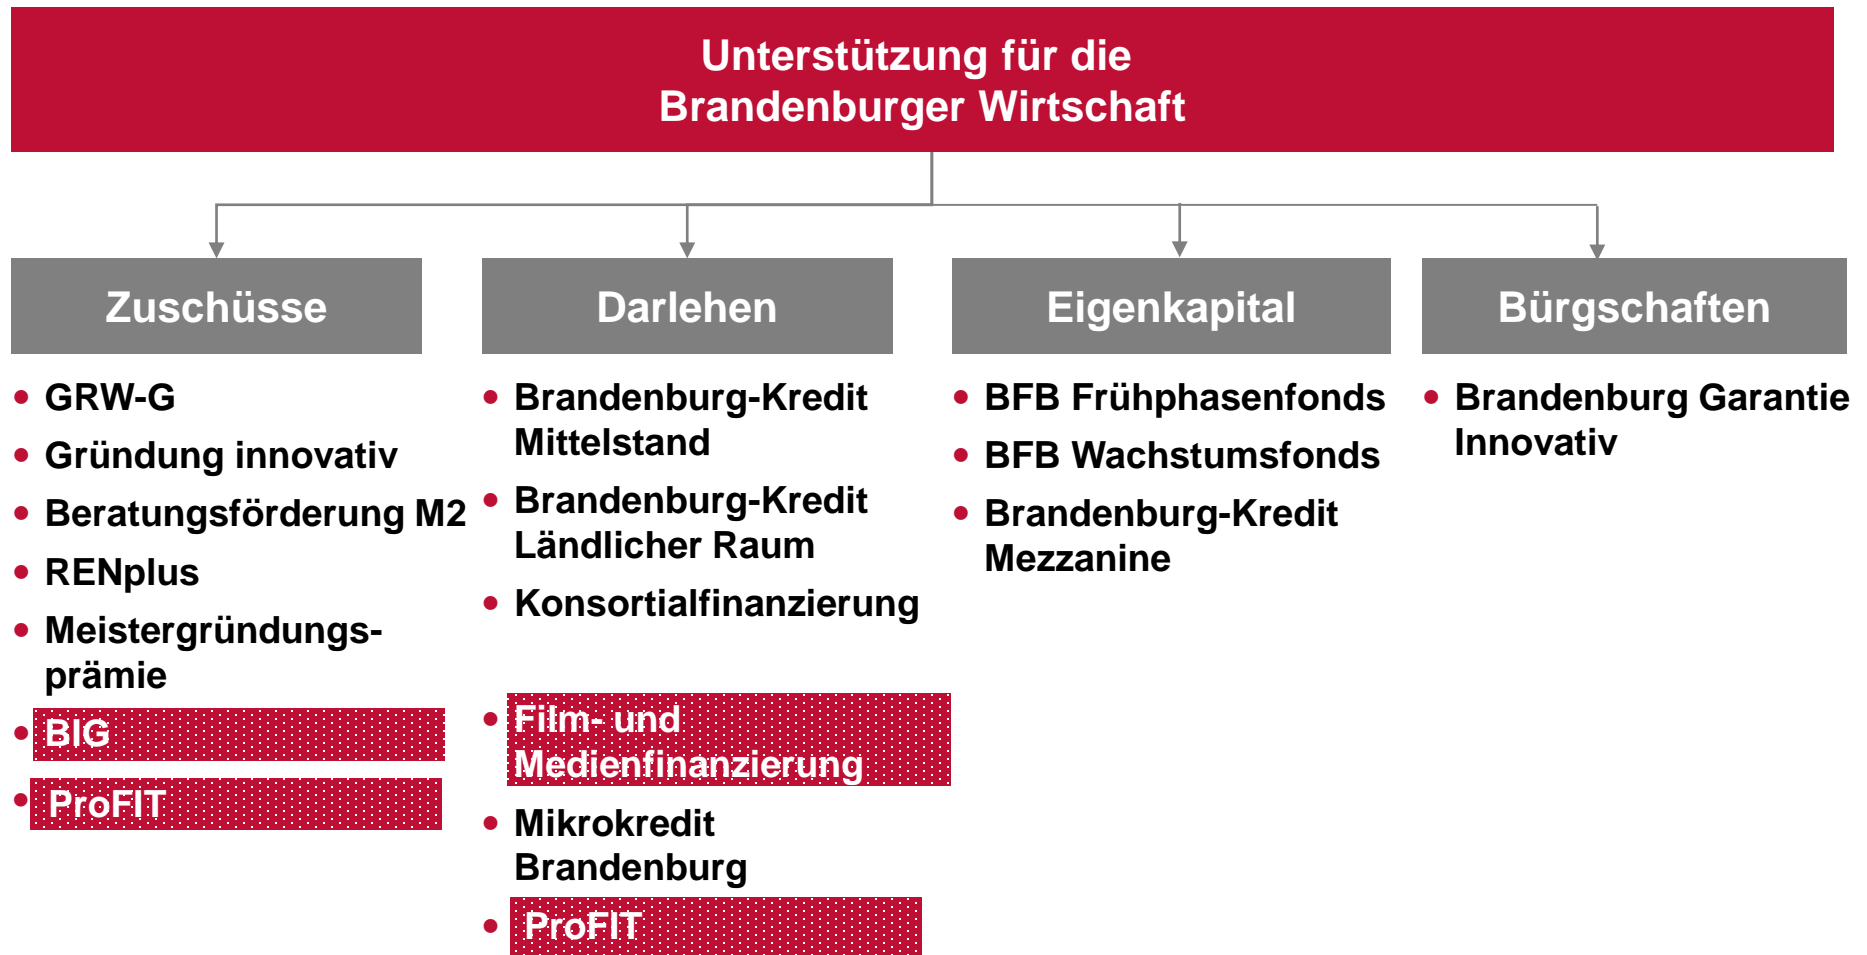 Unterstützung für die
Brandenburger Wirtschaft
Zuschüsse
• GRW-G
• Gründung innovativ
• Beratungsförderung M2
• RENplus
• Meistergründungs-
prämie
• BIG
• ProFIT
Darlehen
• Brandenburg-Kredit
Mittelstand
• Brandenburg-Kredit
Ländlicher Raum
• Konsortialfinanzierung
• Film- und
Medienfinanzierung
• Mikrokredit
Brandenburg
• ProFIT
Eigenkapital
• BFB Frühphasenfonds
• BFB Wachstumsfonds
• Brandenburg-Kredit
Mezzanine
Bürgschaften
• Brandenburg Garantie
Innovativ